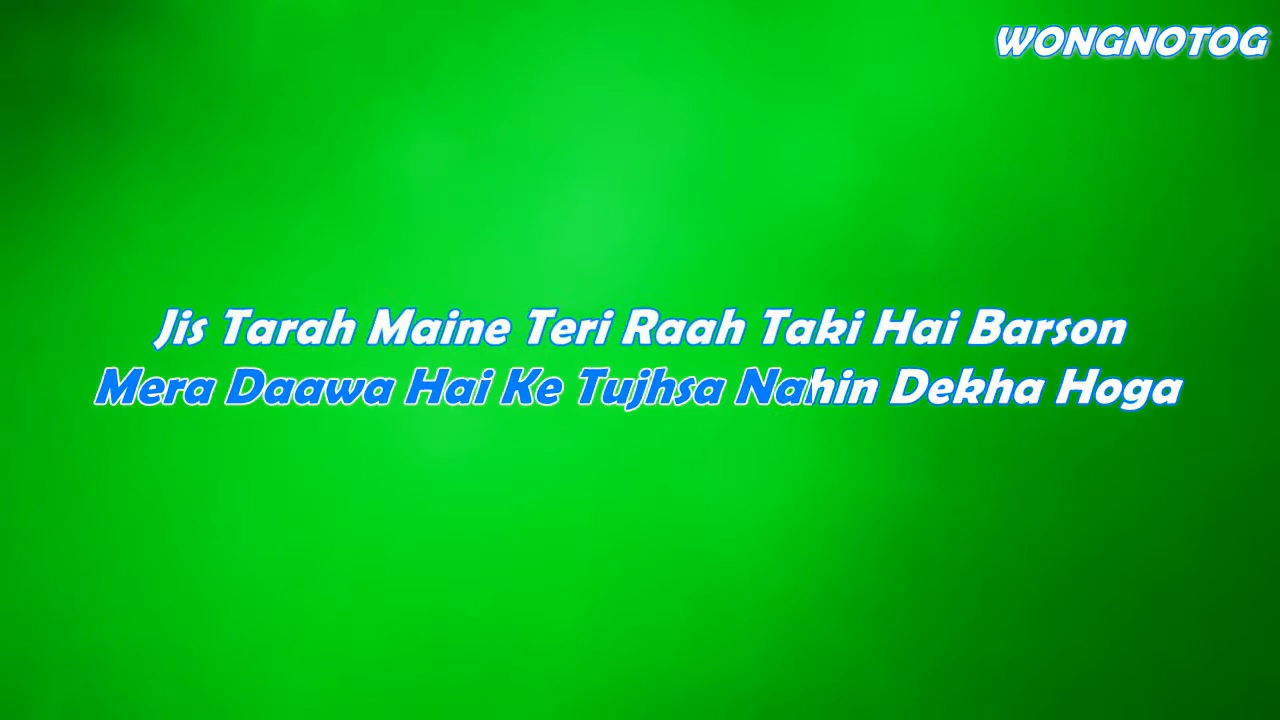 WONGNOTOG
Jis Tarah Maine Teri Raah Taki Hai Barson
Mera Daawa Hai Ke Tujhsa Nahin Dekha Hoga